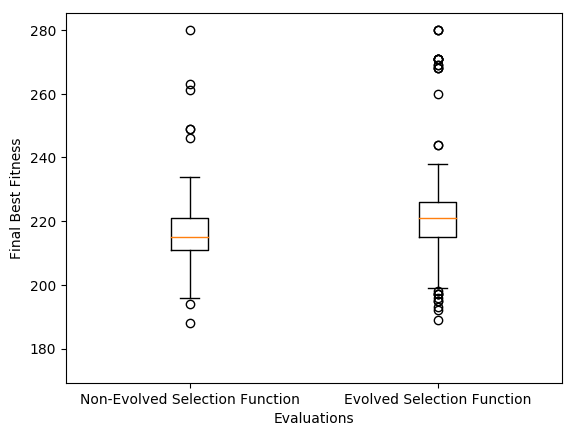 280
260
240
220
200
180
Final Best Fitness
Non-Evolved Selection Function
Evolved Selection Function
Evaluations